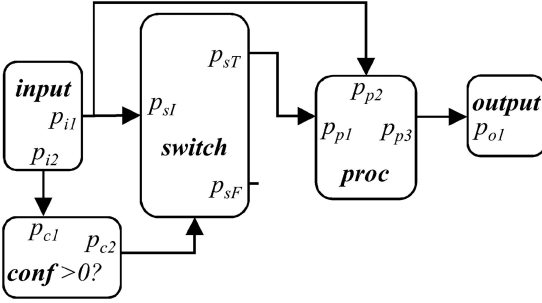 input
p_i1
p_i2
p_sI
p_sT
switch
p_sF
p_c1
p_c2
conf >0?
p_p1
p_p2
p_p3
proc
output
p_o1